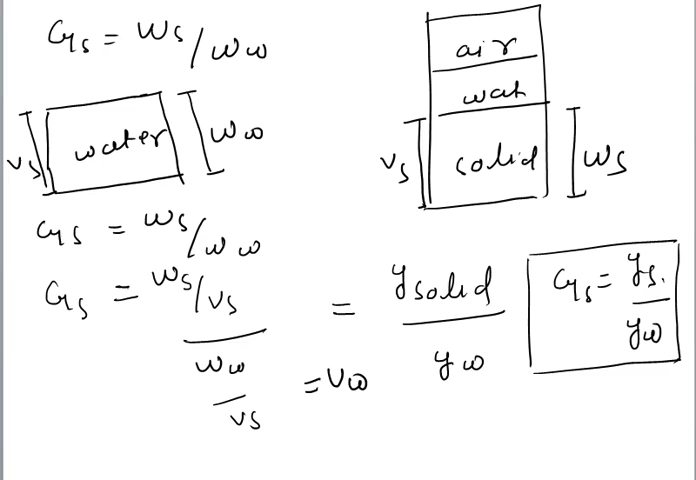 Gs = Ws/Ww
air
wat
solid
Vs
Ws
Vs
water
Ww
Gs = Ws/Ww
Gs = Ws/Vs / Ww/Vs = γsolid / γw
= Vw
Gs = γs. / γw